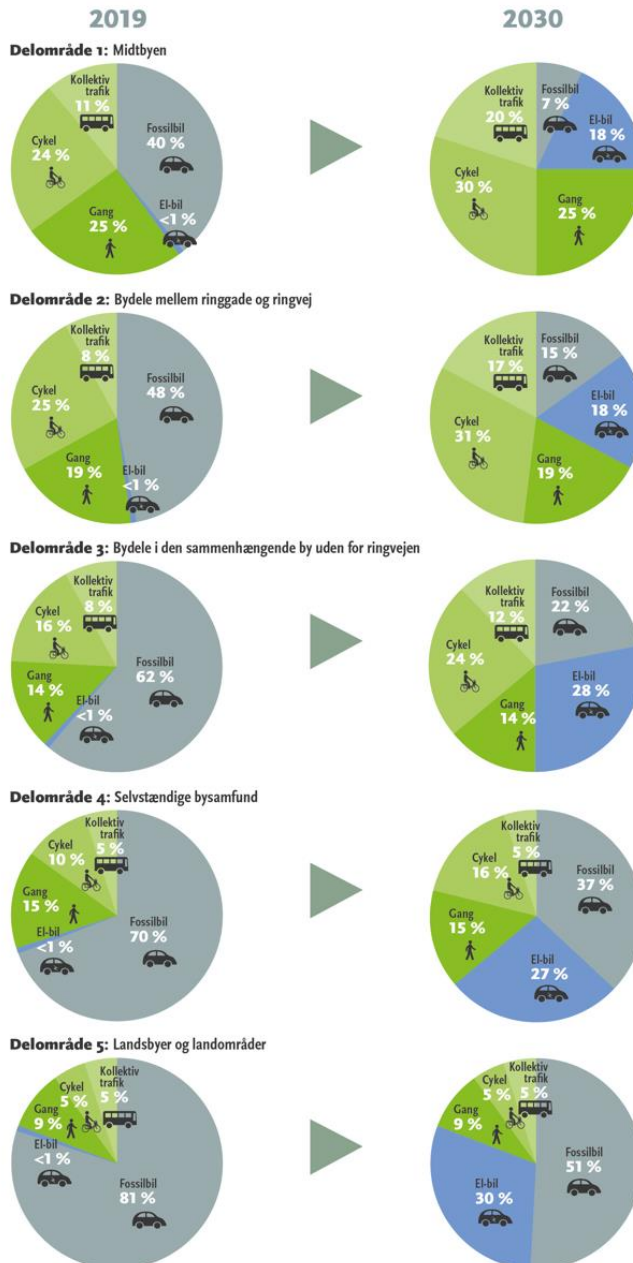 2019
2030
Delområde 1: Midtbyen
Kollektiv
trafik
11 %
Fossilbil
40 %
Cykel
24 %
El-bil
<1 %
Gang
25 %
Kollektiv
trafik
20 %
Fossilbil
7 %
El-bil
18 %
Cykel
30 %
Gang
25 %
Delområde 2: Bydele mellem ringgade og ringvej
Kollektiv
trafik
8 %
Fossilbil
48 %
Cykel
25 %
Gang
19 %
El-bil
<1 %
Kollektiv
trafik
17 %
Fossilbil
15 %
El-bil
18 %
Cykel
31 %
Gang
19 %
Delområde 3: Bydele i den sammenhængende by uden for ringvejen
Kollektiv
trafik
8 %
Cykel
16 %
Fossilbil
62 %
Gang
14 %
El-bil
<1 %
Kollektiv
trafik
12 %
Fossilbil
22 %
Cykel
24 %
El-bil
28 %
Gang
14 %
Delområde 4: Selvstændige bysamfund
Kollektiv
trafik
5 %
Cykel
10 %
Gang
15 %
Fossilbil
70 %
El-bil
<1 %
Kollektiv
trafik
5 %
Cykel
16 %
Fossilbil
37 %
Gang
15 %
El-bil
27 %
Delområde 5: Landsbyer og landområder
Kollektiv
trafik
5 %
Cykel
5 %
Gang
9 %
El-bil
<1 %
Fossilbil
81 %
Kollektiv
trafik
5 %
Cykel
5 %
Gang
9 %
Fossilbil
51 %
El-bil
30 %